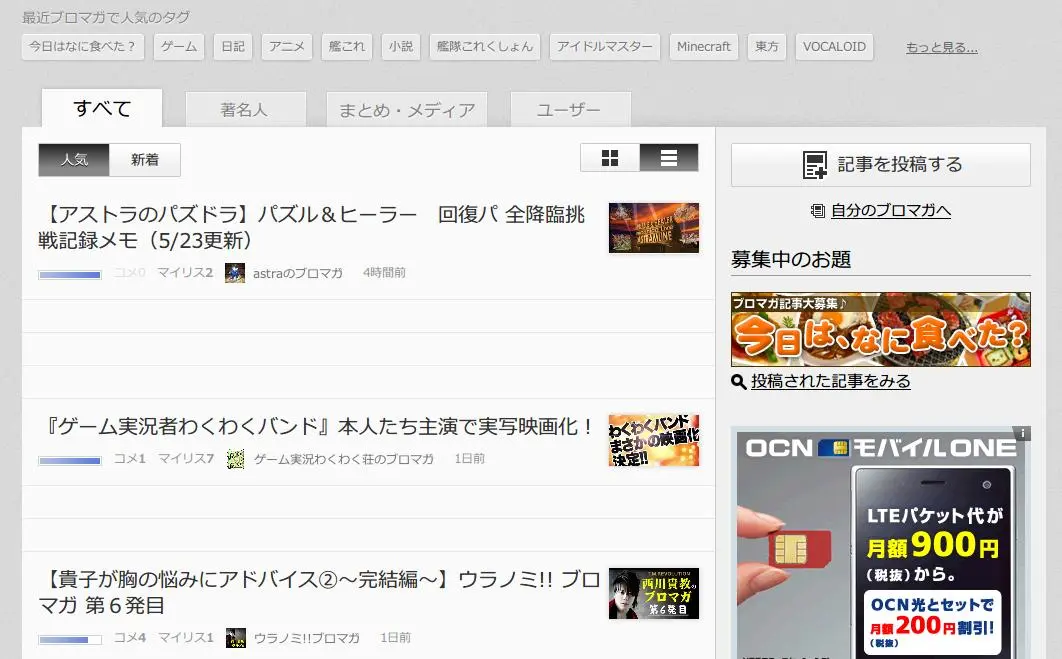 最近ブロマガで人気のタグ
今日はなに食べた？ ゲーム 日記 アニメ 艦これ 小説 艦隊これくしょん アイドルマスター Minecraft 東方 VOCALOID もっと見る...
すべて 著名人 まとめ・メディア ユーザー
人気 新着
【アストラのパズドラ】パズル＆ヒーラー　回復パ 全降臨挑
戦記録メモ（5/23更新）
コメ0 マイリス2 astraのブロマガ 4時間前
『ゲーム実況者わくわくバンド』本人たち主演で実写映画化！
わくわくバンド
まさかの映画化
決定!!
コメ1 マイリス7 ゲーム実況わくわく荘のブロマガ 1日前
【貴子が胸の悩みにアドバイス②～完結編～】ウラノミ!! ブロ
マガ 第６発目
西川貴教の
ブロマガ
第6発目
コメ4 マイリス1 ウラノミ!!ブロマガ 1日前
記事を投稿する
自分のブロマガへ
募集中のお題
ブロマガ記事大募集♪
今日は、なに食べた？
投稿された記事をみる
OCN モバイル ONE
LTEパケット代が
月額900円
(税抜)から。
OCN光とセットで
月額200円割引!
(税抜)